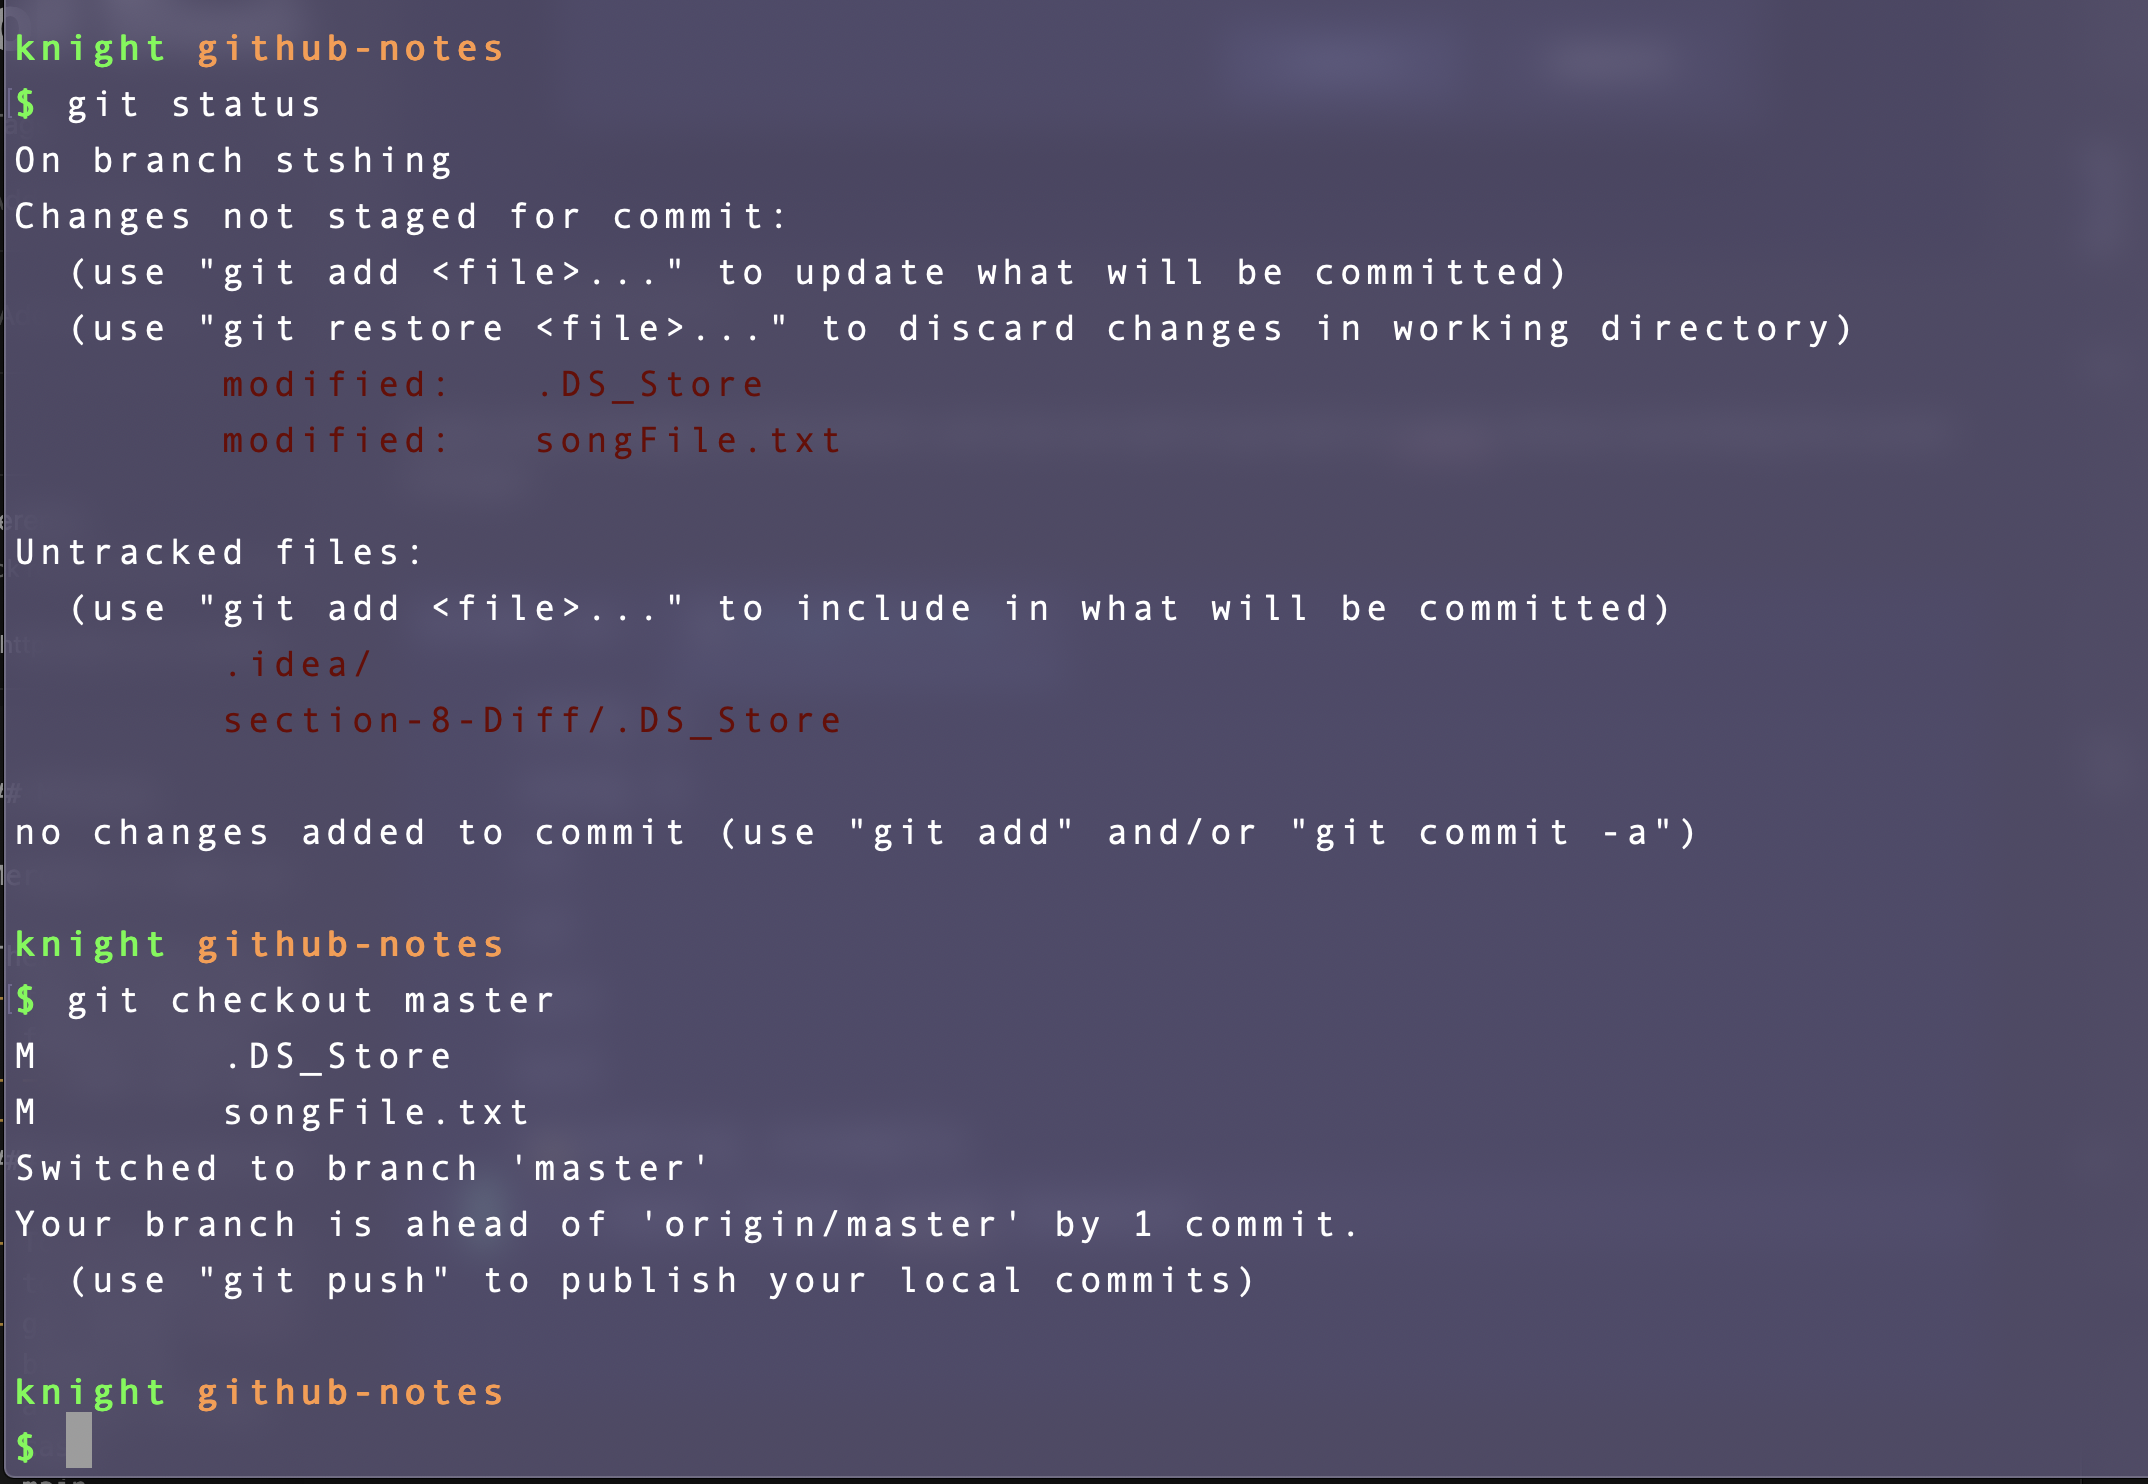 knight github-notes
$ git status
On branch stshing
Changes not staged for commit:
  (use "git add <file>..." to update what will be committed)
  (use "git restore <file>..." to discard changes in working directory)
        modified:   .DS_Store
        modified:   songFile.txt

Untracked files:
  (use "git add <file>..." to include in what will be committed)
        .idea/
        section-8-Diff/.DS_Store

no changes added to commit (use "git add" and/or "git commit -a")

knight github-notes
$ git checkout master
M       .DS_Store
M       songFile.txt
Switched to branch 'master'
Your branch is ahead of 'origin/master' by 1 commit.
  (use "git push" to publish your local commits)

knight github-notes
$